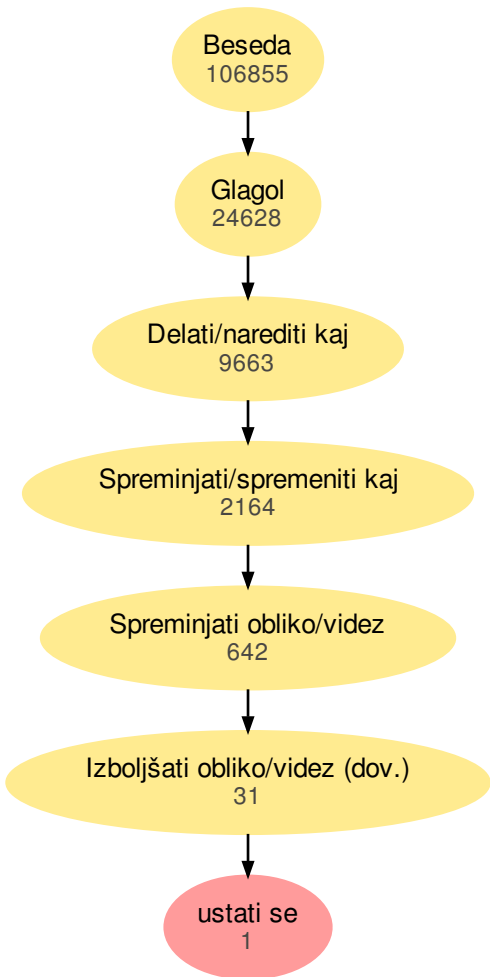 Beseda
106855
Glagol
24628
Delati/narediti kaj
9663
Spreminjati/spremeniti kaj
2164
Spreminjati obliko/videz
642
Izboljšati obliko/videz (dov.)
31
ustati se
1